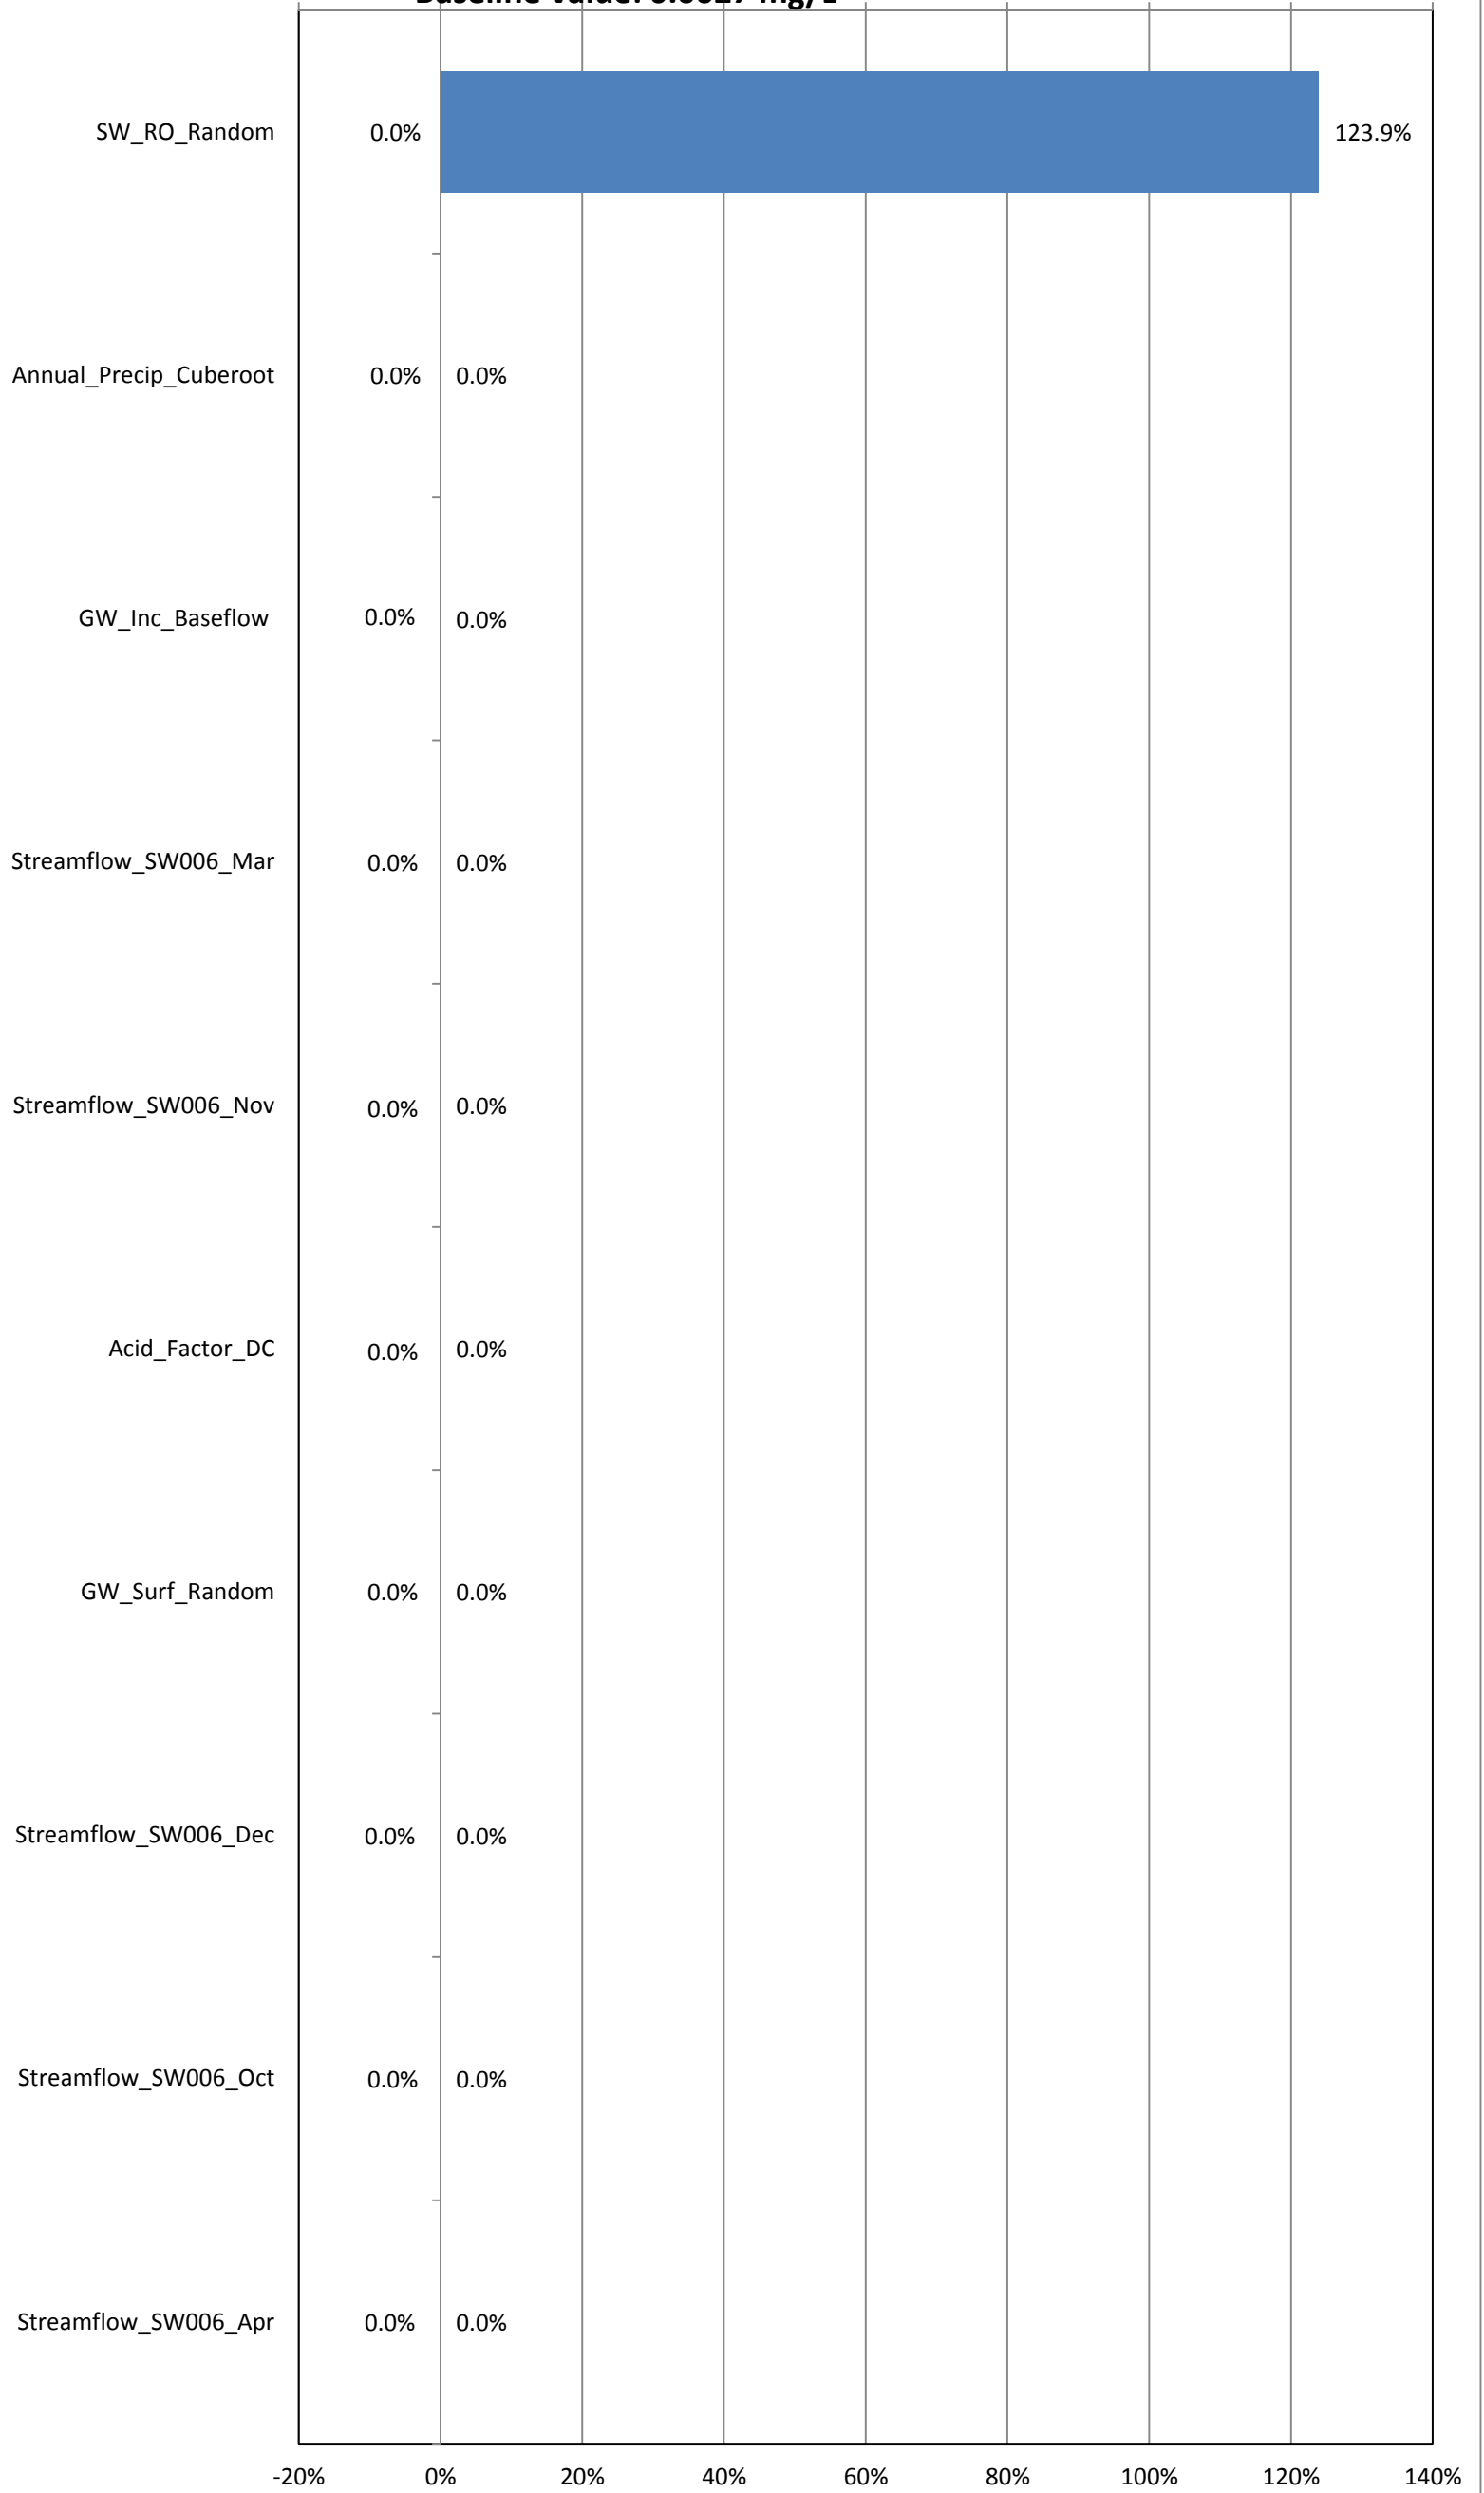 SW_RO_Random 0.0% 123.9%
Annual_Precip_Cuberoot 0.0% 0.0%
GW_Inc_Baseflow 0.0% 0.0%
Streamflow_SW006_Mar 0.0% 0.0%
Streamflow_SW006_Nov 0.0% 0.0%
Acid_Factor_DC 0.0% 0.0%
GW_Surf_Random 0.0% 0.0%
Streamflow_SW006_Dec 0.0% 0.0%
Streamflow_SW006_Oct 0.0% 0.0%
Streamflow_SW006_Apr 0.0% 0.0%
-20% 0% 20% 40% 60% 80% 100% 120% 140%